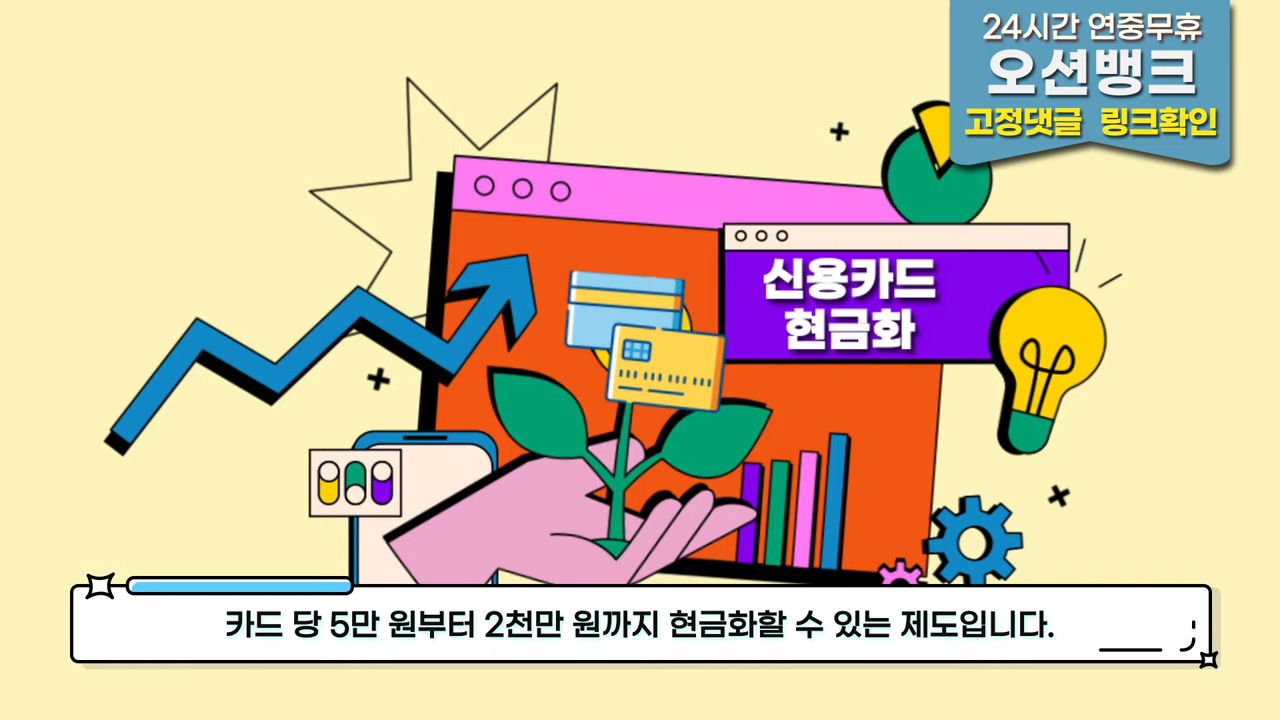 24시간 연중무휴
오션뱅크
고정댓글 링크확인
신용카드
현금화
카드 당 5만 원부터 2천만 원까지 현금화할 수 있는 제도입니다.